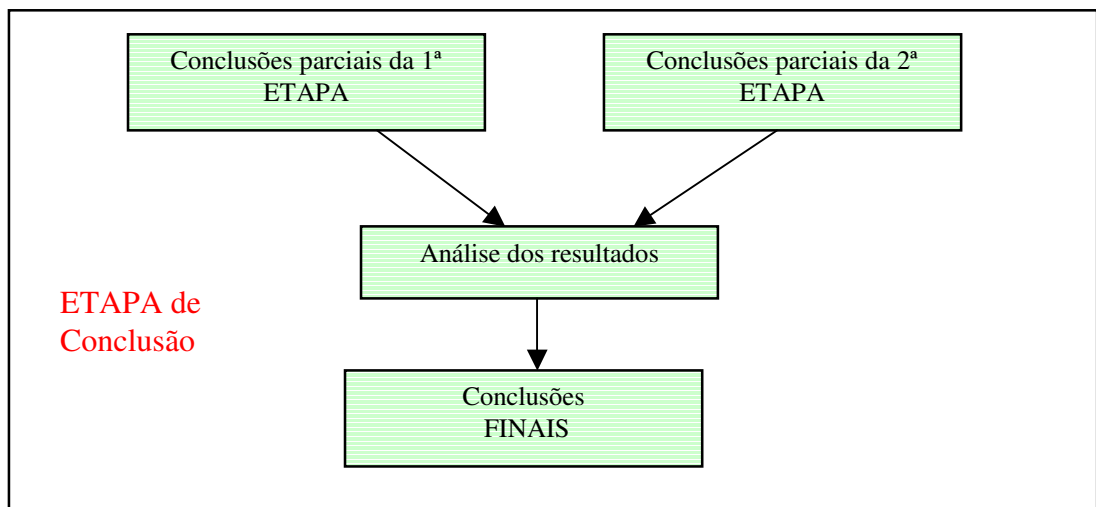 Conclusões parciais da 1ª
ETAPA
Conclusões parciais da 2ª
ETAPA
Análise dos resultados
ETAPA de
Conclusão
Conclusões
FINAIS